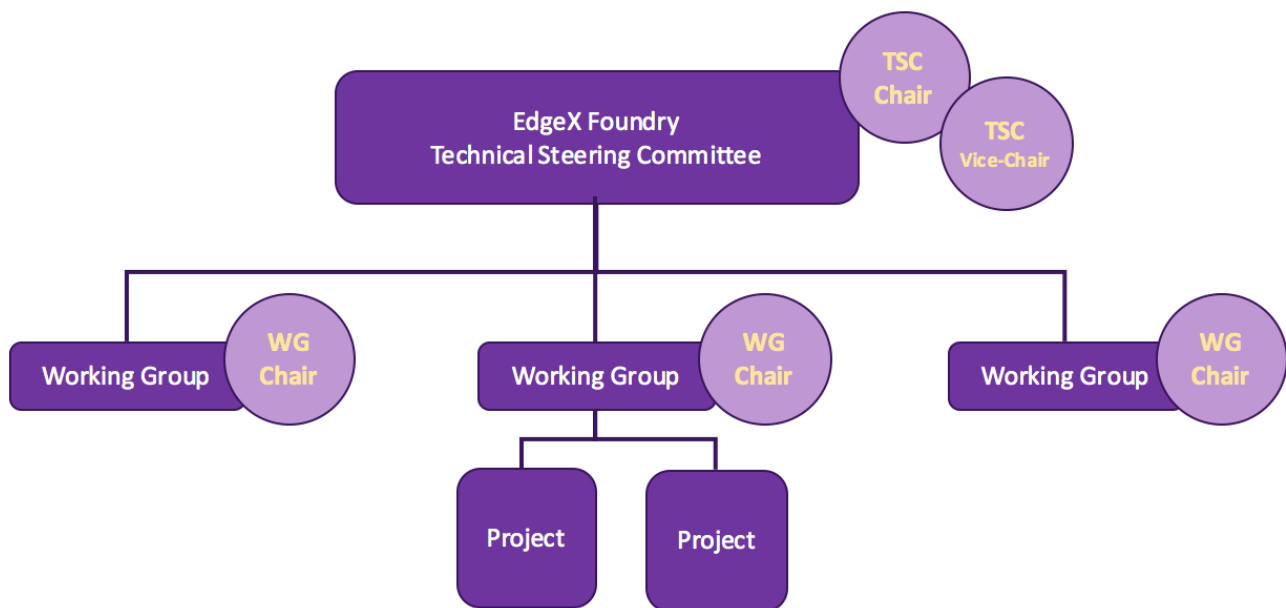 EdgeX Foundry
Technical Steering Committee
TSC
Chair
TSC
Vice-Chair
Working Group
WG
Chair
Working Group
WG
Chair
Working Group
WG
Chair
Project
Project